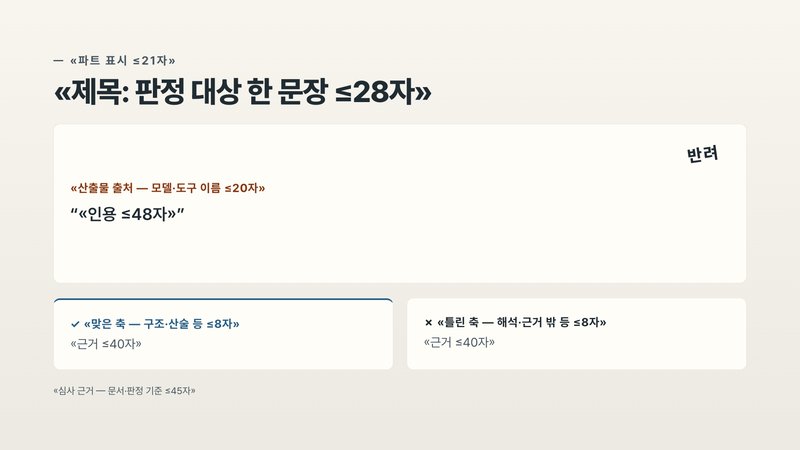 — «파트 표시 ≤21자»
«제목: 판정 대상 한 문장 ≤28자»
반려
«산출물 출처 — 모델·도구 이름 ≤20자»
“«인용 ≤48자»”
✓ «맞은 축 — 구조·산술 등 ≤8자»
«근거 ≤40자»
× «틀린 축 — 해석·근거 밖 등 ≤8자»
«근거 ≤40자»
«심사 근거 — 문서·판정 기준 ≤45자»